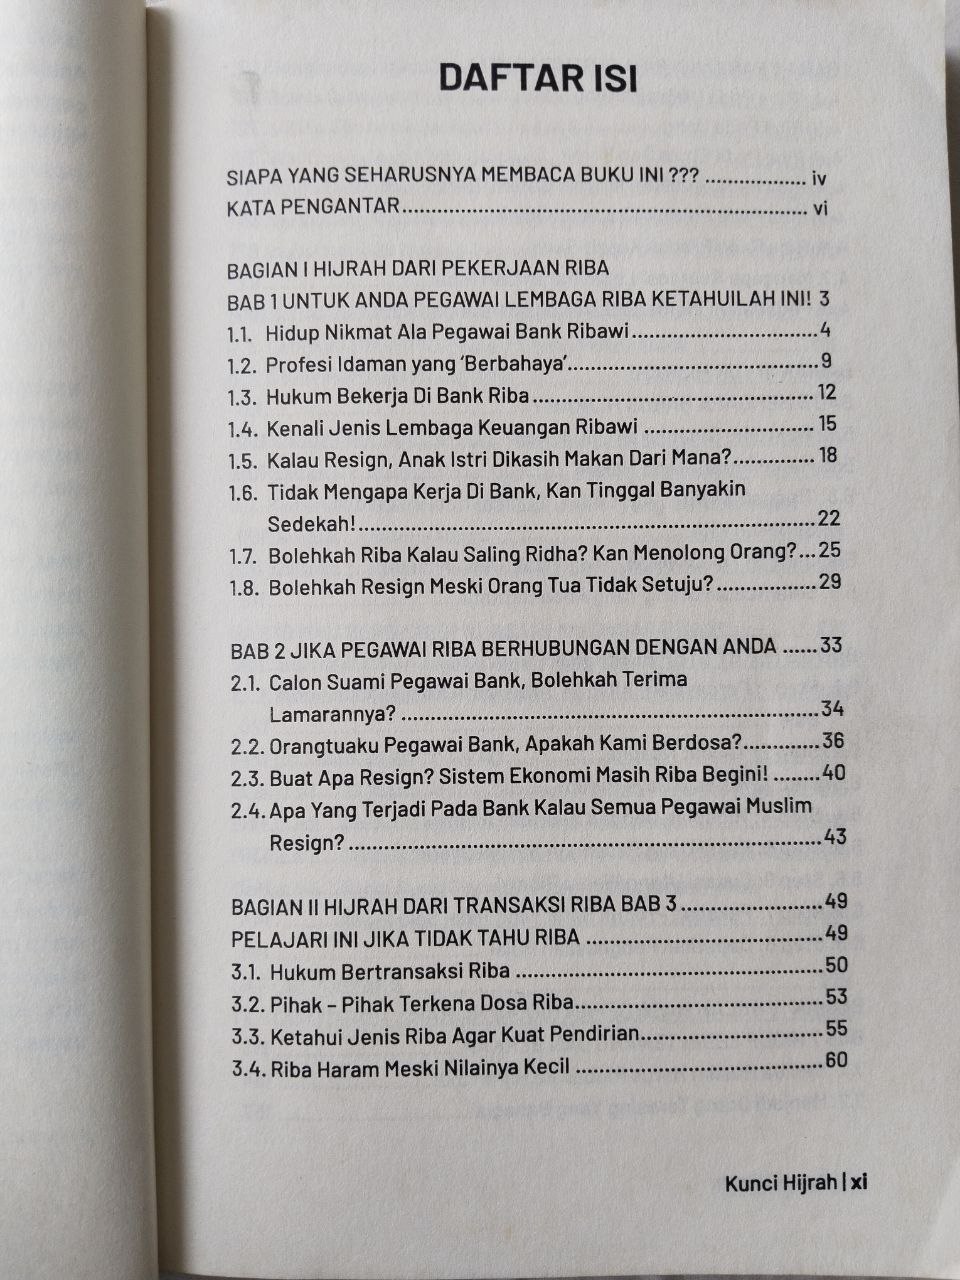 DAFTAR ISI
SIAPA YANG SEHARUSNYA MEMBACA BUKU INI ??? .................. iv
KATA PENGANTAR.................................................................... vi
BAGIAN I HIJRAH DARI PEKERJAAN RIBA
BAB 1 UNTUK ANDA PEGAWAI LEMBAGA RIBA KETAHUILAH INI! 3
1.1. Hidup Nikmat Ala Pegawai Bank Ribawi................................4
1.2. Profesi Idaman yang ‘Berbahaya’...........................................9
1.3. Hukum Bekerja Di Bank Riba ................................................ 12
1.4. Kenali Jenis Lembaga Keuangan Ribawi ............................. 15
1.5. Kalau Resign, Anak Istri Dikasih Makan Dari Mana?.............. 18
1.6. Tidak Mengapa Kerja Di Bank, Kan Tinggal Banyakin
Sedekah!...............................................................................22
1.7. Bolehkah Riba Kalau Saling Ridha? Kan Menolong Orang?...25
1.8. Bolehkah Resign Meski Orang Tua Tidak Setuju?.................29
BAB 2 JIKA PEGAWAI RIBA BERHUBUNGAN DENGAN ANDA ......33
2.1. Calon Suami Pegawai Bank, Bolehkah Terima
Lamarannya? ........................................................................34
2.2. Orangtuaku Pegawai Bank, Apakah Kami Berdosa?.............36
2.3. Buat Apa Resign? Sistem Ekonomi Masih Riba Begini! ........40
2.4. Apa Yang Terjadi Pada Bank Kalau Semua Pegawai Muslim
Resign? .................................................................................43
BAGIAN II HIJRAH DARI TRANSAKSI RIBA BAB 3 ........................49
PELAJARI INI JIKA TIDAK TAHU RIBA ........................................49
3.1. Hukum Bertransaksi Riba .....................................................50
3.2. Pihak – Pihak Terkena Dosa Riba...........................................53
3.3. Ketahui Jenis Riba Agar Kuat Pendirian................................55
3.4. Riba Haram Meski Nilainya Kecil ...........................................60
Kunci Hijrah | xi